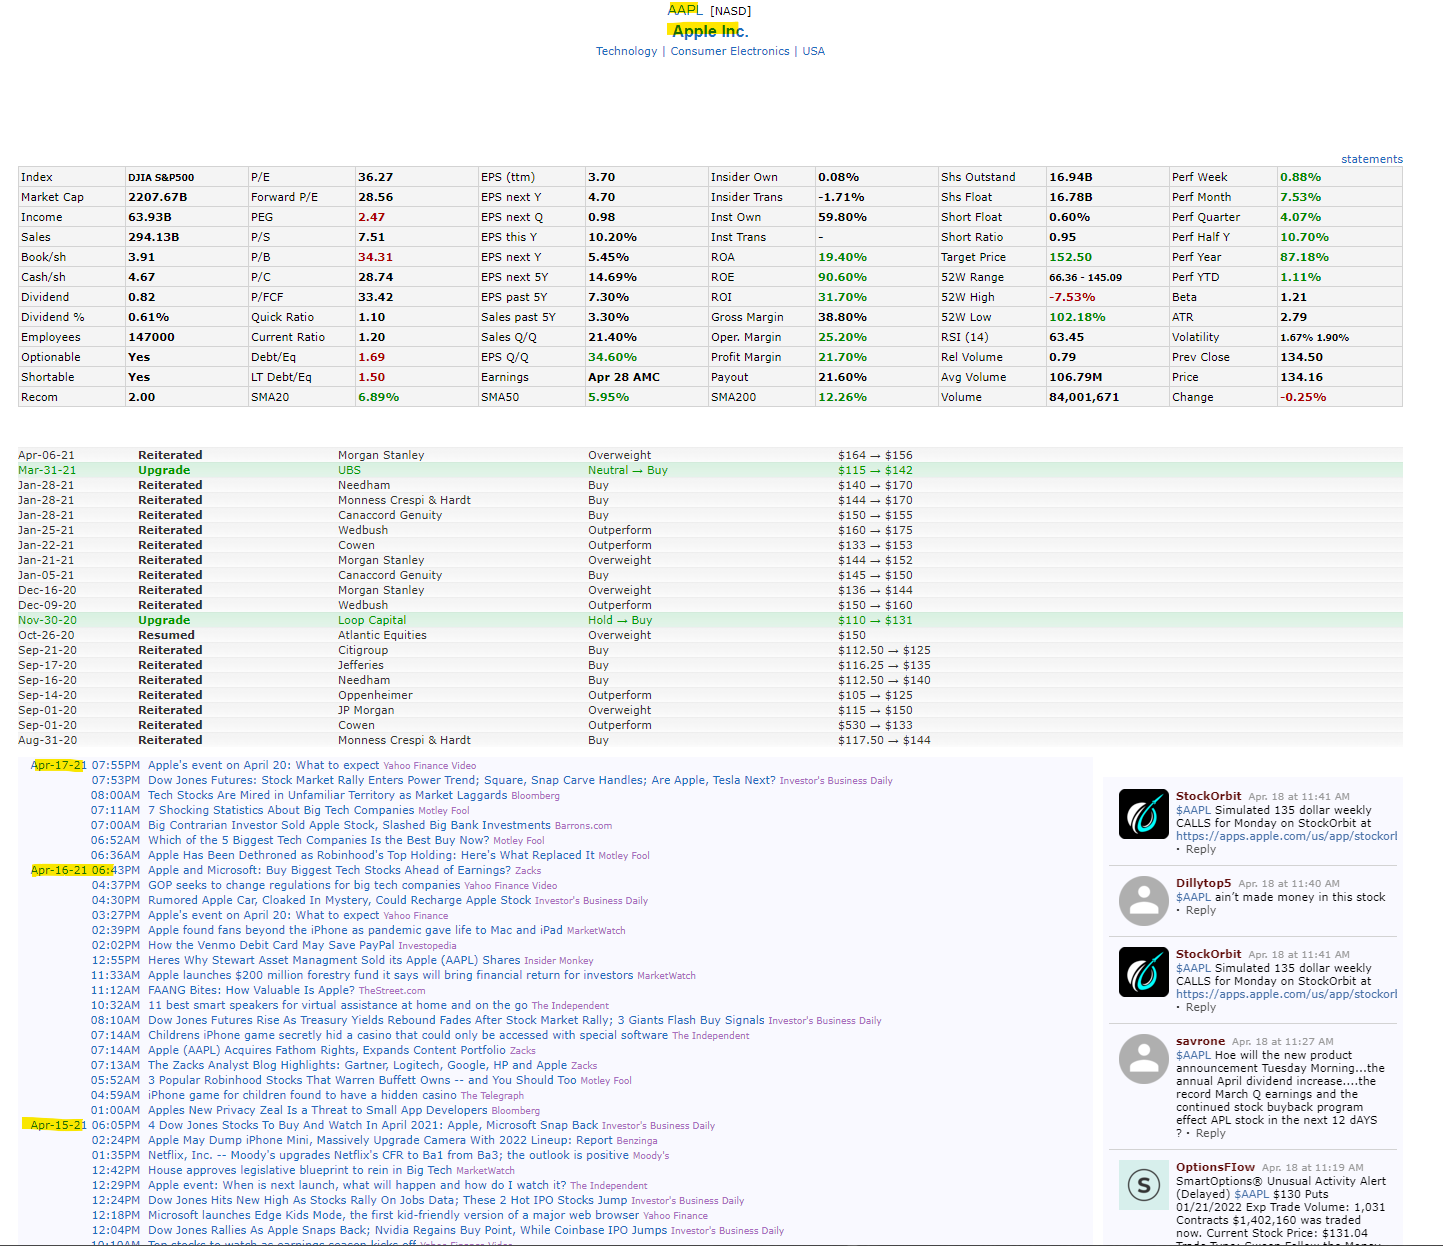 AAPL [NASD]
Apple Inc.
Technology | Consumer Electronics | USA
statements
Index DJIA S&P500 P/E 36.27 EPS (ttm) 3.70 Insider Own 0.08% Shs Outstand 16.94B Perf Week 0.88%
Market Cap 2207.67B Forward P/E 28.56 EPS next Y 4.70 Insider Trans -1.71% Shs Float 16.78B Perf Month 7.53%
Income 63.93B PEG 2.47 EPS next Q 0.98 Inst Own 59.80% Short Float 0.60% Perf Quarter 4.07%
Sales 294.13B P/S 7.51 EPS this Y 10.20% Inst Trans - Short Ratio 0.95 Perf Half Y 10.70%
Book/sh 3.91 P/B 34.31 EPS next Y 5.45% ROA 19.40% Target Price 152.50 Perf Year 87.18%
Cash/sh 4.67 P/C 28.74 EPS next 5Y 14.69% ROE 90.60% 52W Range 66.36 - 145.09 Perf YTD 1.11%
Dividend 0.82 P/FCF 33.42 EPS past 5Y 7.30% ROI 31.70% 52W High -7.53% Beta 1.21
Dividend % 0.61% Quick Ratio 1.10 Sales past 5Y 3.30% Gross Margin 38.80% 52W Low 102.18% ATR 2.79
Employees 147000 Current Ratio 1.20 Sales Q/Q 21.40% Oper. Margin 25.20% RSI (14) 63.45 Volatility 1.67% 1.90%
Optionable Yes Debt/Eq 1.69 EPS Q/Q 34.60% Profit Margin 21.70% Rel Volume 0.79 Prev Close 134.50
Shortable Yes LT Debt/Eq 1.50 Earnings Apr 28 AMC Payout 21.60% Avg Volume 106.79M Price 134.16
Recom 2.00 SMA20 6.89% SMA50 5.95% SMA200 12.26% Volume 84,001,671 Change -0.25%
Apr-06-21 Reiterated Morgan Stanley Overweight $164 → $156
Mar-31-21 Upgrade UBS Neutral → Buy $115 → $142
Jan-28-21 Reiterated Needham Buy $140 → $170
Jan-28-21 Reiterated Monness Crespi & Hardt Buy $144 → $170
Jan-28-21 Reiterated Canaccord Genuity Buy $150 → $155
Jan-25-21 Reiterated Wedbush Outperform $160 → $175
Jan-22-21 Reiterated Cowen Outperform $133 → $153
Jan-21-21 Reiterated Morgan Stanley Overweight $144 → $152
Jan-05-21 Reiterated Canaccord Genuity Buy $145 → $150
Dec-16-20 Reiterated Morgan Stanley Overweight $136 → $144
Dec-09-20 Reiterated Wedbush Outperform $150 → $160
Nov-30-20 Upgrade Loop Capital Hold → Buy $110 → $131
Oct-26-20 Resumed Atlantic Equities Overweight $150
Sep-21-20 Reiterated Citigroup Buy $112.50 → $125
Sep-17-20 Reiterated Jefferies Buy $116.25 → $135
Sep-16-20 Reiterated Needham Buy $112.50 → $140
Sep-14-20 Reiterated Oppenheimer Outperform $105 → $125
Sep-01-20 Reiterated JP Morgan Overweight $115 → $150
Sep-01-20 Reiterated Cowen Outperform $530 → $133
Aug-31-20 Reiterated Monness Crespi & Hardt Buy $117.50 → $144
Apr-17-21 07:55PM Apple's event on April 20: What to expect Yahoo Finance Video
07:53PM Dow Jones Futures: Stock Market Rally Enters Power Trend; Square, Snap Carve Handles; Are Apple, Tesla Next? Investor's Business Daily
08:00AM Tech Stocks Are Mired in Unfamiliar Territory as Market Laggards Bloomberg
07:11AM 7 Shocking Statistics About Big Tech Companies Motley Fool
07:00AM Big Contrarian Investor Sold Apple Stock, Slashed Big Bank Investments Barrons.com
06:52AM Which of the 5 Biggest Tech Companies Is the Best Buy Now? Motley Fool
06:36AM Apple Has Been Dethroned as Robinhood's Top Holding: Here's What Replaced It Motley Fool
Apr-16-21 06:43PM Apple and Microsoft: Buy Biggest Tech Stocks Ahead of Earnings? Zacks
04:37PM GOP seeks to change regulations for big tech companies Yahoo Finance Video
04:30PM Rumored Apple Car, Cloaked In Mystery, Could Recharge Apple Stock Investor's Business Daily
03:27PM Apple's event on April 20: What to expect Yahoo Finance
02:39PM Apple found fans beyond the iPhone as pandemic gave life to Mac and iPad MarketWatch
02:02PM How the Venmo Debit Card May Save PayPal Investopedia
12:55PM Heres Why Stewart Asset Managment Sold its Apple (AAPL) Shares Insider Monkey
11:33AM Apple launches $200 million forestry fund it says will bring financial return for investors MarketWatch
11:12AM FAANG Bites: How Valuable Is Apple? TheStreet.com
10:32AM 11 best smart speakers for virtual assistance at home and on the go The Independent
08:10AM Dow Jones Futures Rise As Treasury Yields Rebound Fades After Stock Market Rally; 3 Giants Flash Buy Signals Investor's Business Daily
07:14AM Childrens iPhone game secretly hid a casino that could only be accessed with special software The Independent
07:14AM Apple (AAPL) Acquires Fathom Rights, Expands Content Portfolio Zacks
07:13AM The Zacks Analyst Blog Highlights: Gartner, Logitech, Google, HP and Apple Zacks
05:52AM 3 Popular Robinhood Stocks That Warren Buffett Owns -- and You Should Too Motley Fool
04:59AM iPhone game for children found to have a hidden casino The Telegraph
01:00AM Apples New Privacy Zeal Is a Threat to Small App Developers Bloomberg
Apr-15-21 06:05PM 4 Dow Jones Stocks To Buy And Watch In April 2021: Apple, Microsoft Snap Back Investor's Business Daily
02:24PM Apple May Dump iPhone Mini, Massively Upgrade Camera With 2022 Lineup: Report Benzinga
01:35PM Netflix, Inc. -- Moody's upgrades Netflix's CFR to Ba1 from Ba3; the outlook is positive Moody's
12:42PM House approves legislative blueprint to rein in Big Tech MarketWatch
12:29PM Apple event: When is next launch, what will happen and how do I watch it? The Independent
12:24PM Dow Jones Hits New High As Stocks Rally On Jobs Data; These 2 Hot IPO Stocks Jump Investor's Business Daily
12:18PM Microsoft launches Edge Kids Mode, the first kid-friendly version of a major web browser Yahoo Finance
12:04PM Dow Jones Rallies As Apple Snaps Back; Nvidia Regains Buy Point, While Coinbase IPO Jumps Investor's Business Daily
10:10AM Top stocks to watch as earnings season kicks off Yahoo Finance Video
StockOrbit Apr. 18 at 11:41 AM
$AAPL Simulated 135 dollar weekly
CALLS for Monday on StockOrbit at
https://apps.apple.com/us/app/stockorl
• Reply
Dillytop5 Apr. 18 at 11:40 AM
$AAPL ain't made money in this stock
• Reply
StockOrbit Apr. 18 at 11:41 AM
$AAPL Simulated 135 dollar weekly
CALLS for Monday on StockOrbit at
https://apps.apple.com/us/app/stockorl
• Reply
savrone Apr. 18 at 11:27 AM
$AAPL Hoe will the new product
announcement Tuesday Morning...the
annual April dividend increase....the
record March Q earnings and the
continued stock buyback program
effect APL stock in the next 12 dAYS
? • Reply
S
OptionsFlow Apr. 18 at 11:19 AM
SmartOptions® Unusual Activity Alert
(Delayed) $AAPL $130 Puts
01/21/2022 Exp Trade Volume: 1,031
Contracts $1,402,160 was traded
now. Current Stock Price: $131.04
Trade Type: Sweep Follow the Money